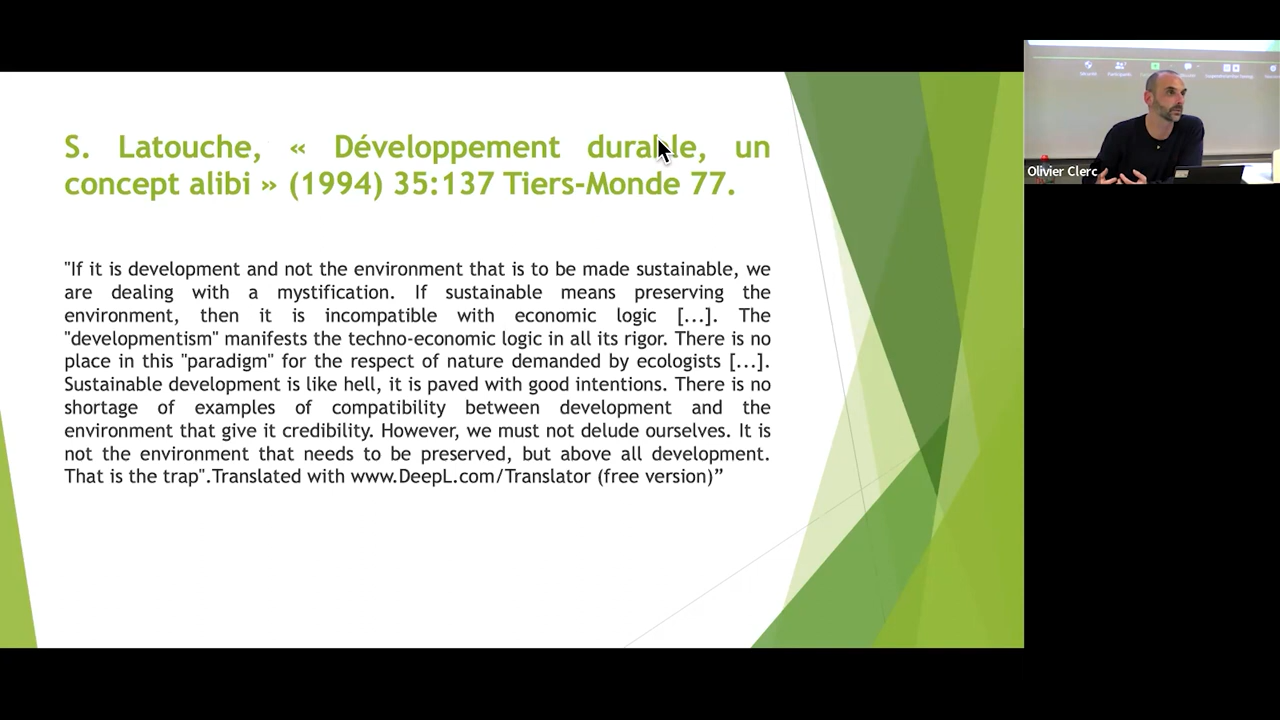 S. Latouche, « Développement durable, un
concept alibi » (1994) 35:137 Tiers-Monde 77.
"If it is development and not the environment that is to be made sustainable, we
are dealing with a mystification. If sustainable means preserving the
environment, then it is incompatible with economic logic [...]. The
"developmentism" manifests the techno-economic logic in all its rigor. There is no
place in this "paradigm" for the respect of nature demanded by ecologists [...].
Sustainable development is like hell, it is paved with good intentions. There is no
shortage of examples of compatibility between development and the
environment that give it credibility. However, we must not delude ourselves. It is
not the environment that needs to be preserved, but above all development.
That is the trap".Translated with www.DeepL.com/Translator (free version)”
Olivier Clerc